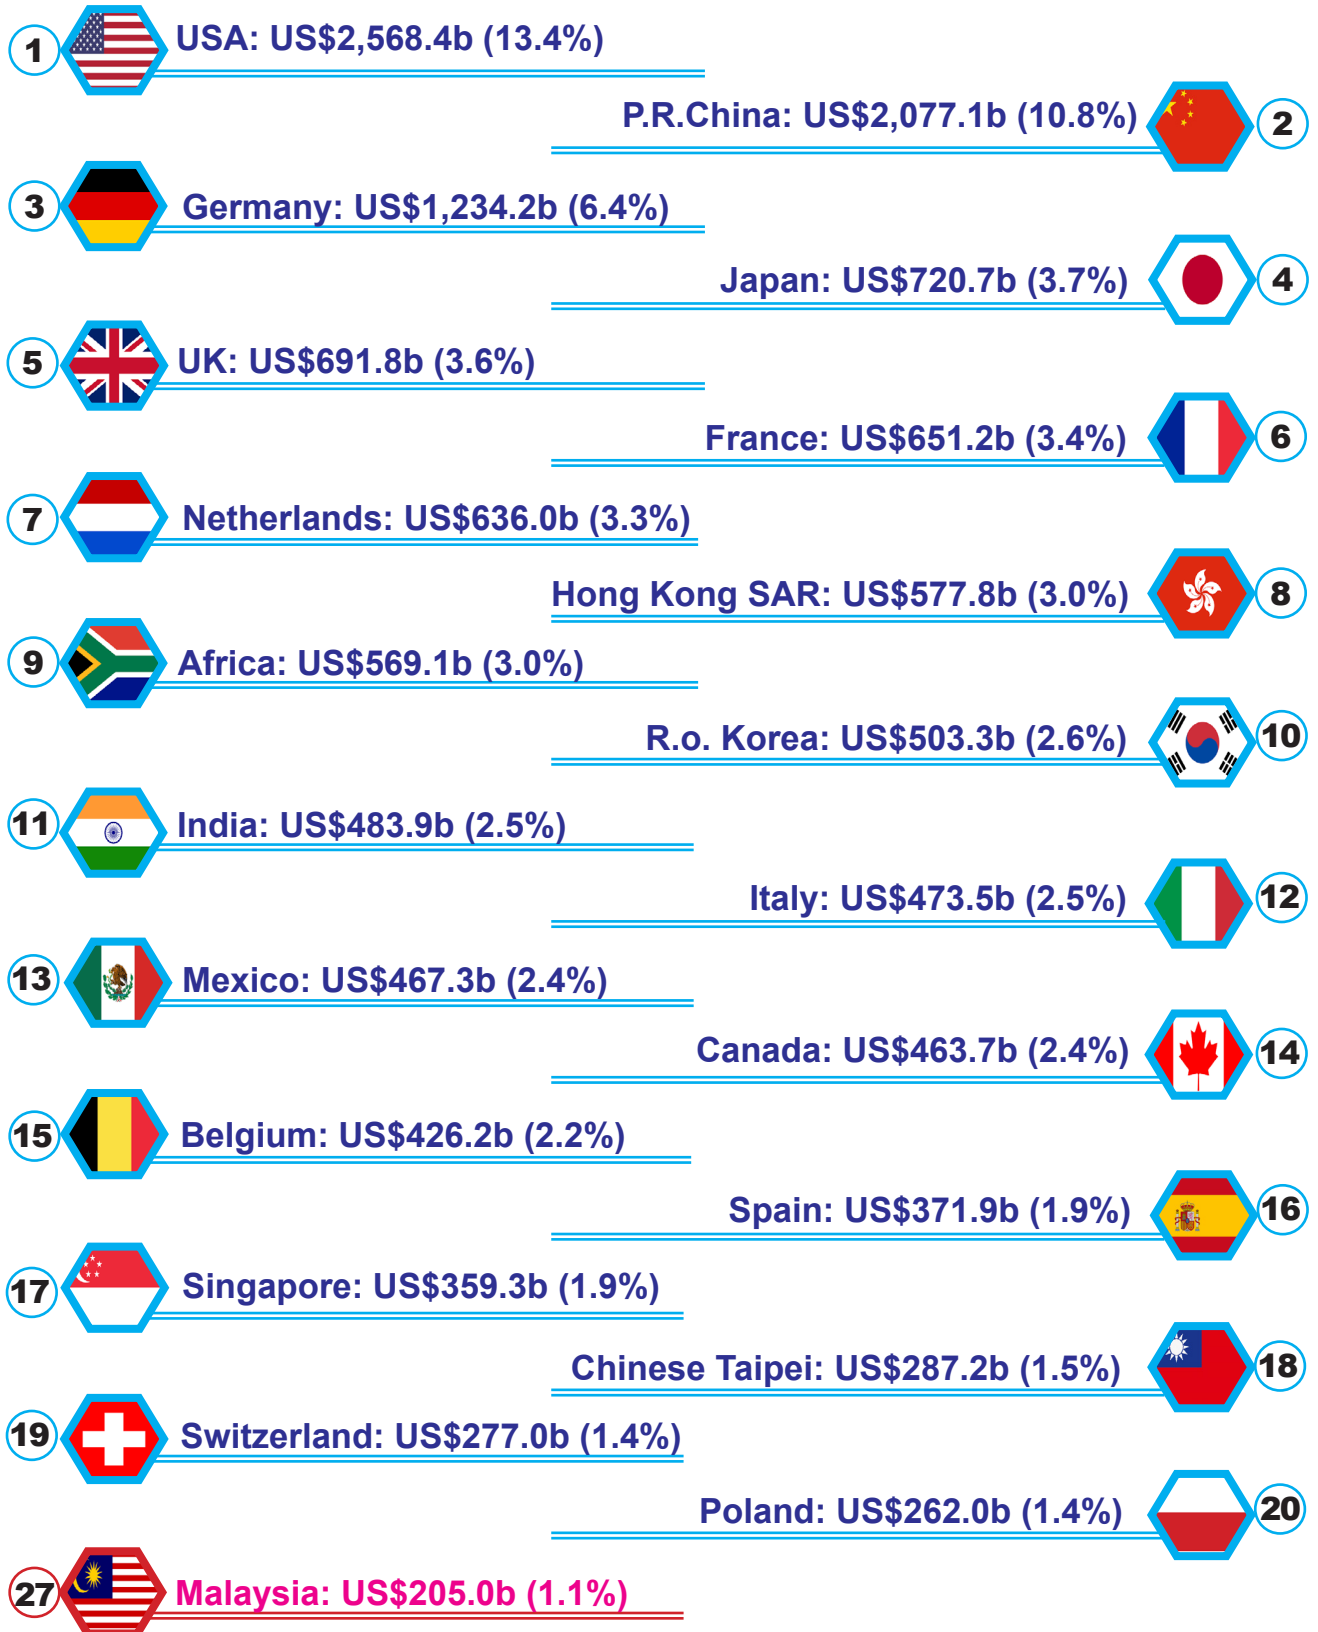 1 USA: US$2,568.4b (13.4%)
P.R.China: US$2,077.1b (10.8%) 2
3 Germany: US$1,234.2b (6.4%)
Japan: US$720.7b (3.7%) 4
5 UK: US$691.8b (3.6%)
France: US$651.2b (3.4%) 6
7 Netherlands: US$636.0b (3.3%)
Hong Kong SAR: US$577.8b (3.0%) 8
9 Africa: US$569.1b (3.0%)
R.o. Korea: US$503.3b (2.6%) 10
11 India: US$483.9b (2.5%)
Italy: US$473.5b (2.5%) 12
13 Mexico: US$467.3b (2.4%)
Canada: US$463.7b (2.4%) 14
15 Belgium: US$426.2b (2.2%)
Spain: US$371.9b (1.9%) 16
17 Singapore: US$359.3b (1.9%)
Chinese Taipei: US$287.2b (1.5%) 18
19 Switzerland: US$277.0b (1.4%)
Poland: US$262.0b (1.4%) 20
27 Malaysia: US$205.0b (1.1%)